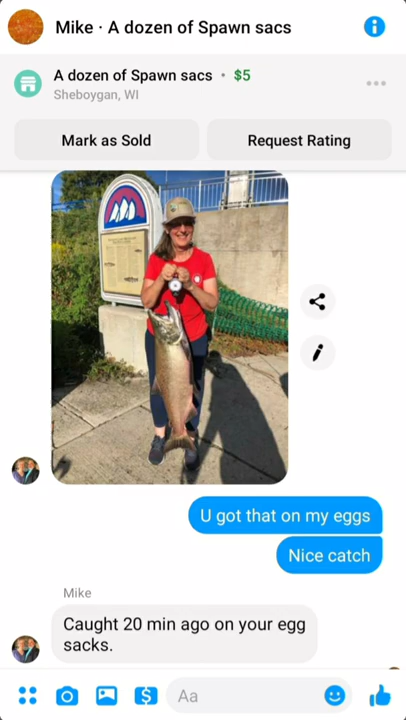 Mike · A dozen of Spawn sacs
A dozen of Spawn sacs · $5
Sheboygan, WI
Mark as Sold
Request Rating
U got that on my eggs
Nice catch
Mike
Caught 20 min ago on your egg
sacks.
Aa